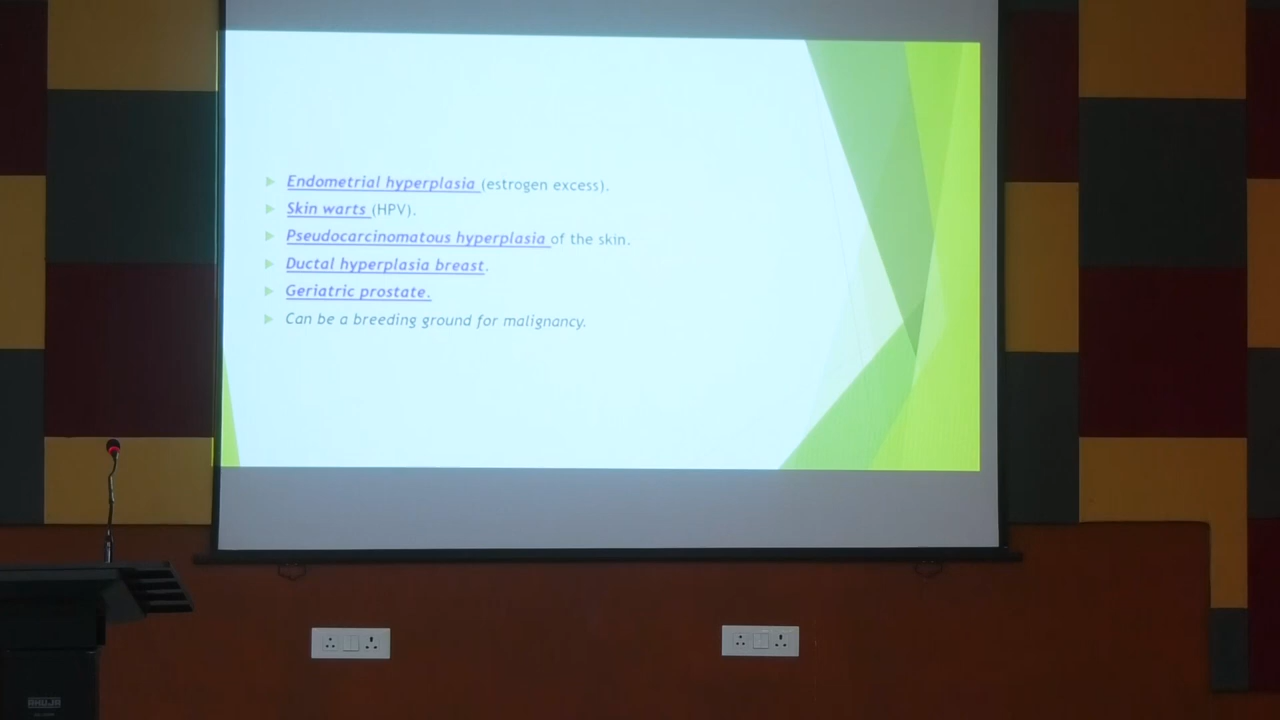 Endometrial hyperplasia (estrogen excess).
Skin warts (HPV).
Pseudocarcinomatous hyperplasia of the skin.
Ductal hyperplasia breast.
Geriatric prostate.
Can be a breeding ground for malignancy.
AHUJA